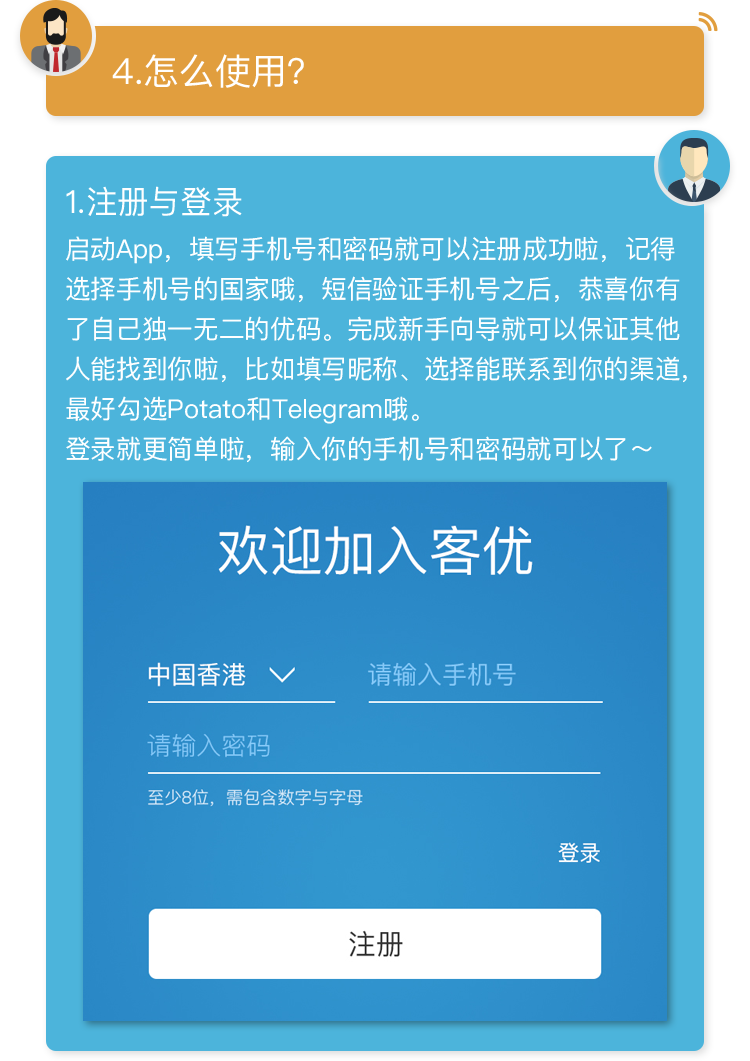 4.怎么使用?
1.注册与登录
启动App，填写手机号和密码就可以注册成功啦，记得
选择手机号的国家哦，短信验证手机号之后，恭喜你有
了自己独一无二的优码。完成新手向导就可以保证其他
人能找到你啦，比如填写昵称、选择能联系到你的渠道,
最好勾选Potato和Telegram哦。
登录就更简单啦，输入你的手机号和密码就可以了～
欢迎加入客优
中国香港 请输入手机号
请输入密码
至少8位，需包含数字与字母
登录
注册